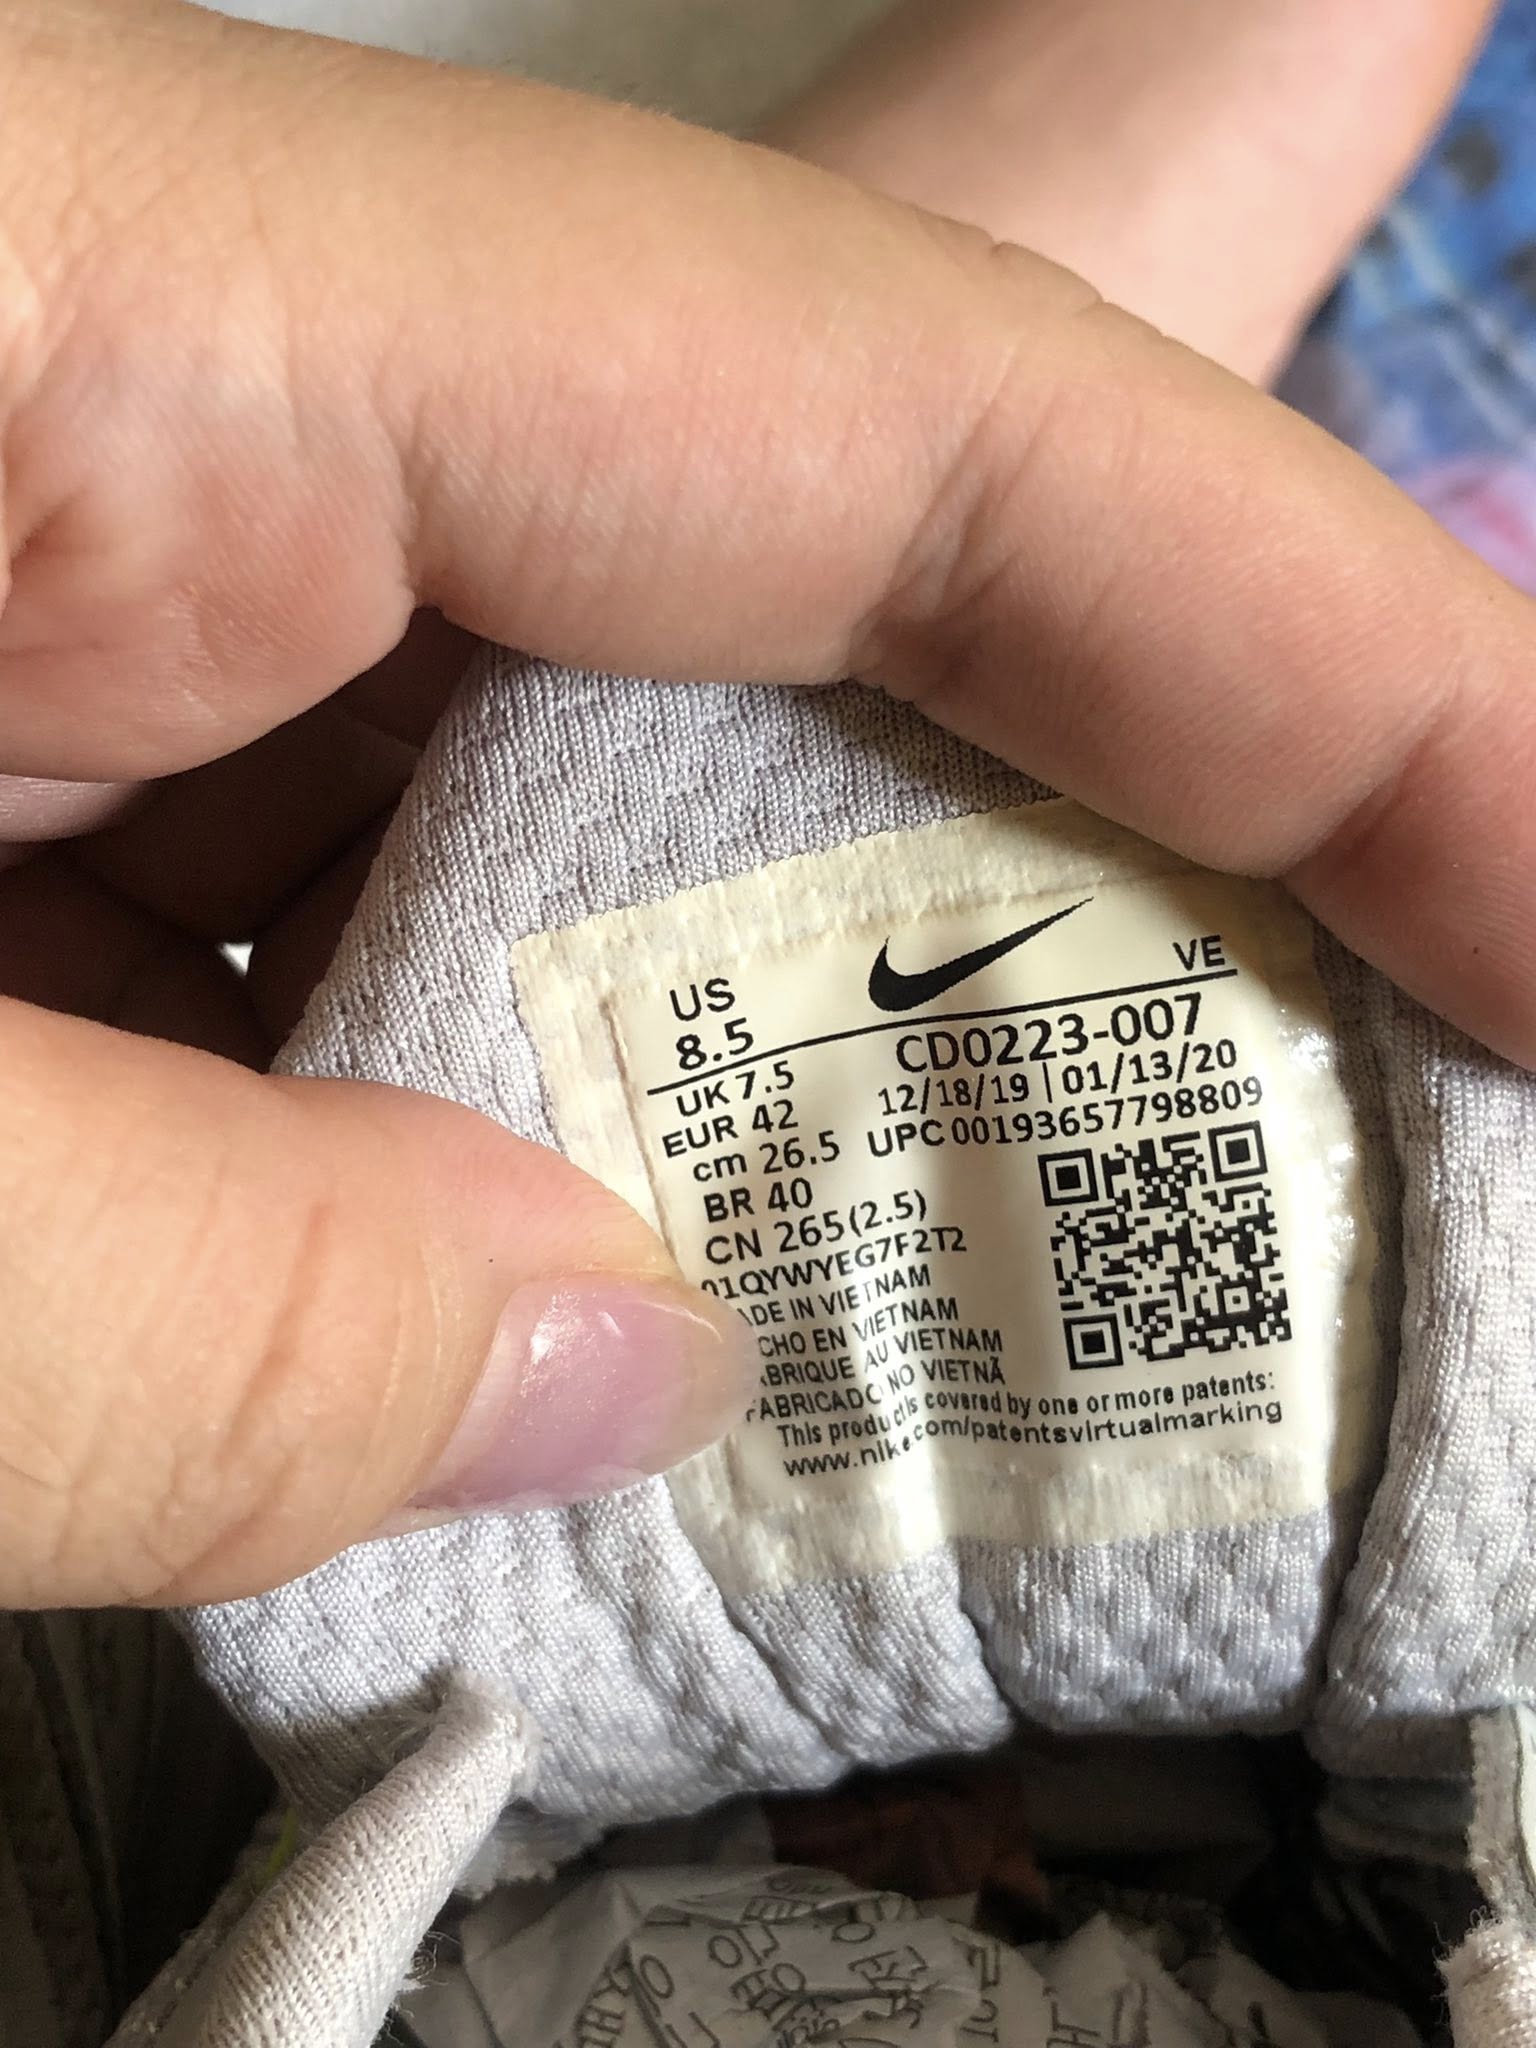 US
8.5
VE
CD0223-007
UK 7.5
12/18/19 | 01/13/20
EUR 42
UPC 00193657798809
cm 26.5
BR 40
CN 265(2.5)
01QYWYEG7F2T2
ADE IN VIETNAM
CHO EN VIETNAM
ABRIQUE AU VIETNAM
FABRICADO NO VIETNÃ
This product is covered by one or more patents:
www.nike.com/patentsvirtualmarking